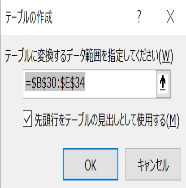 テーブルの作成 ? ×
テーブルに変換するデータ範囲を指定してください(W)
=$B$30:$E$34
先頭行をテーブルの見出しとして使用する(M)
OK キャンセル